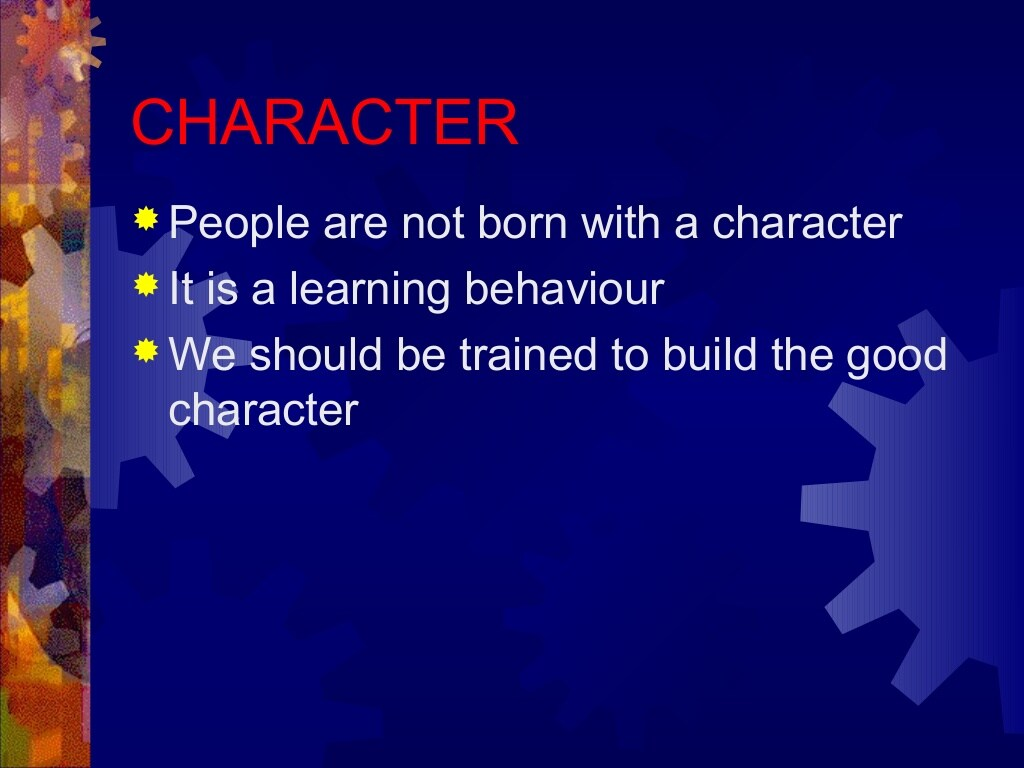 CHARACTER
People are not born with a character
It is a learning behaviour
We should be trained to build the good
character